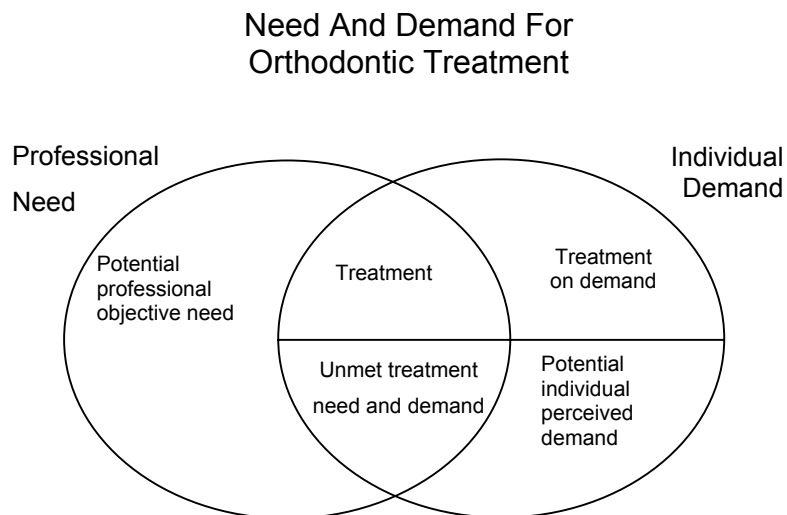 Need And Demand For
Orthodontic Treatment
Professional
Need
Individual
Demand
Potential
professional
objective need
Treatment
Treatment
on demand
Unmet treatment
need and demand
Potential
individual
perceived
demand